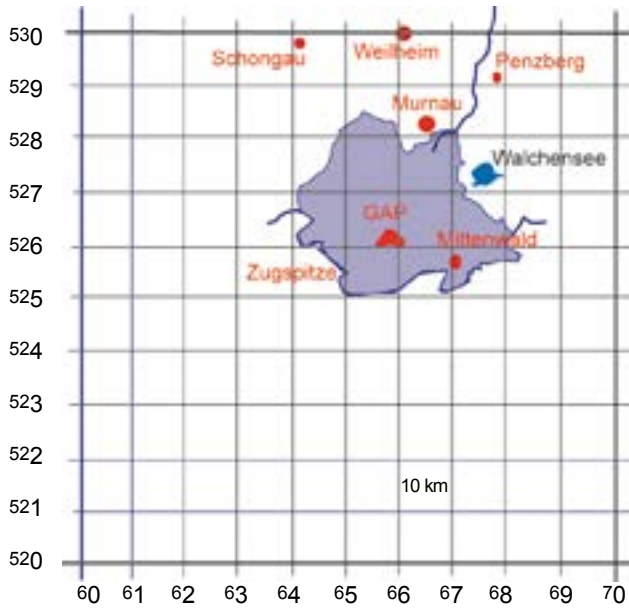 530
Schongau
Weilheim
Penzberg
529
Murnau
528
Walchensee
527
GAP
526
Mittenwald
Zugspitze
525
524
523
522
10 km
521
520
60 61 62 63 64 65 66 67 68 69 70